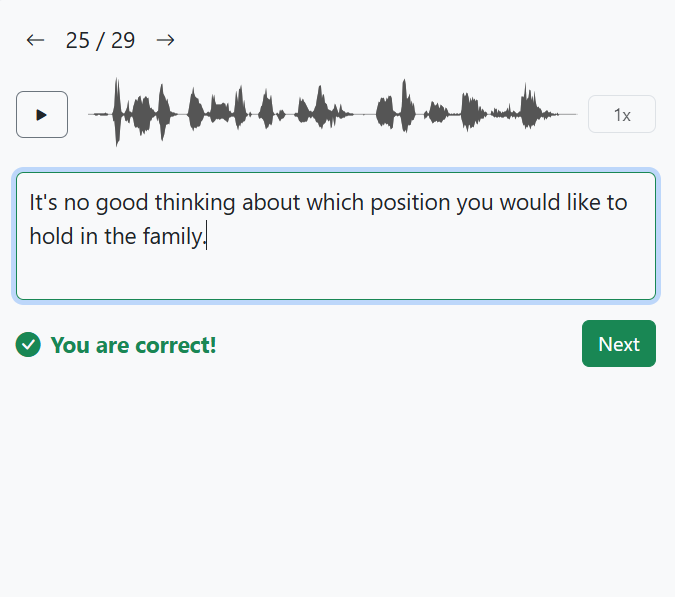 ← 25 / 29 →
1x
It's no good thinking about which position you would like to
hold in the family.
You are correct!
Next